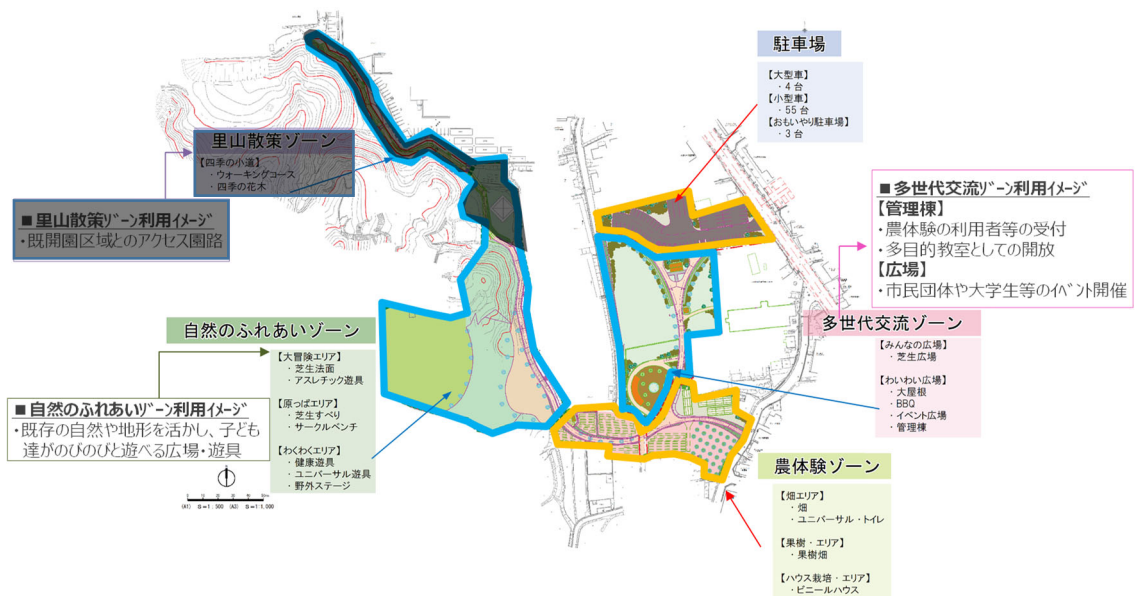 駐車場
【大型車】
・4台
【小型車】
・55台
【おもいやり駐車場】
・3台
里山散策ゾーン
【四季の小道】
・ウォーキングコース
・四季の花木
■里山散策ゾーン利用イメージ
・既開園区域とのアクセス園路
■多世代交流ゾーン利用イメージ
【管理棟】
・農体験の利用者等の受付
・多目的教室としての開放
【広場】
・市民団体や大学生等のイベント開催
自然のふれあいゾーン
【大冒険エリア】
・芝生法面
・アスレチック遊具
【原っぱエリア】
・芝生すべり
・サークルベンチ
【わくわくエリア】
・健康遊具
・ユニバーサル遊具
・野外ステージ
■自然のふれあいゾーン利用イメージ
・既存の自然や地形を活かし、子ども
達がのびのびと遊べる広場・遊具
多世代交流ゾーン
【みんなの広場】
・芝生広場
【わいわい広場】
・大屋根
・BBQ
・イベント広場
・管理棟
農体験ゾーン
【畑エリア】
・畑
・ユニバーサル・トイレ
【果樹・エリア】
・果樹畑
【ハウス栽培・エリア】
・ビニールハウス
0 10 20 30 40 50m
(A1) S=1:500 (A3) S=1:1,000